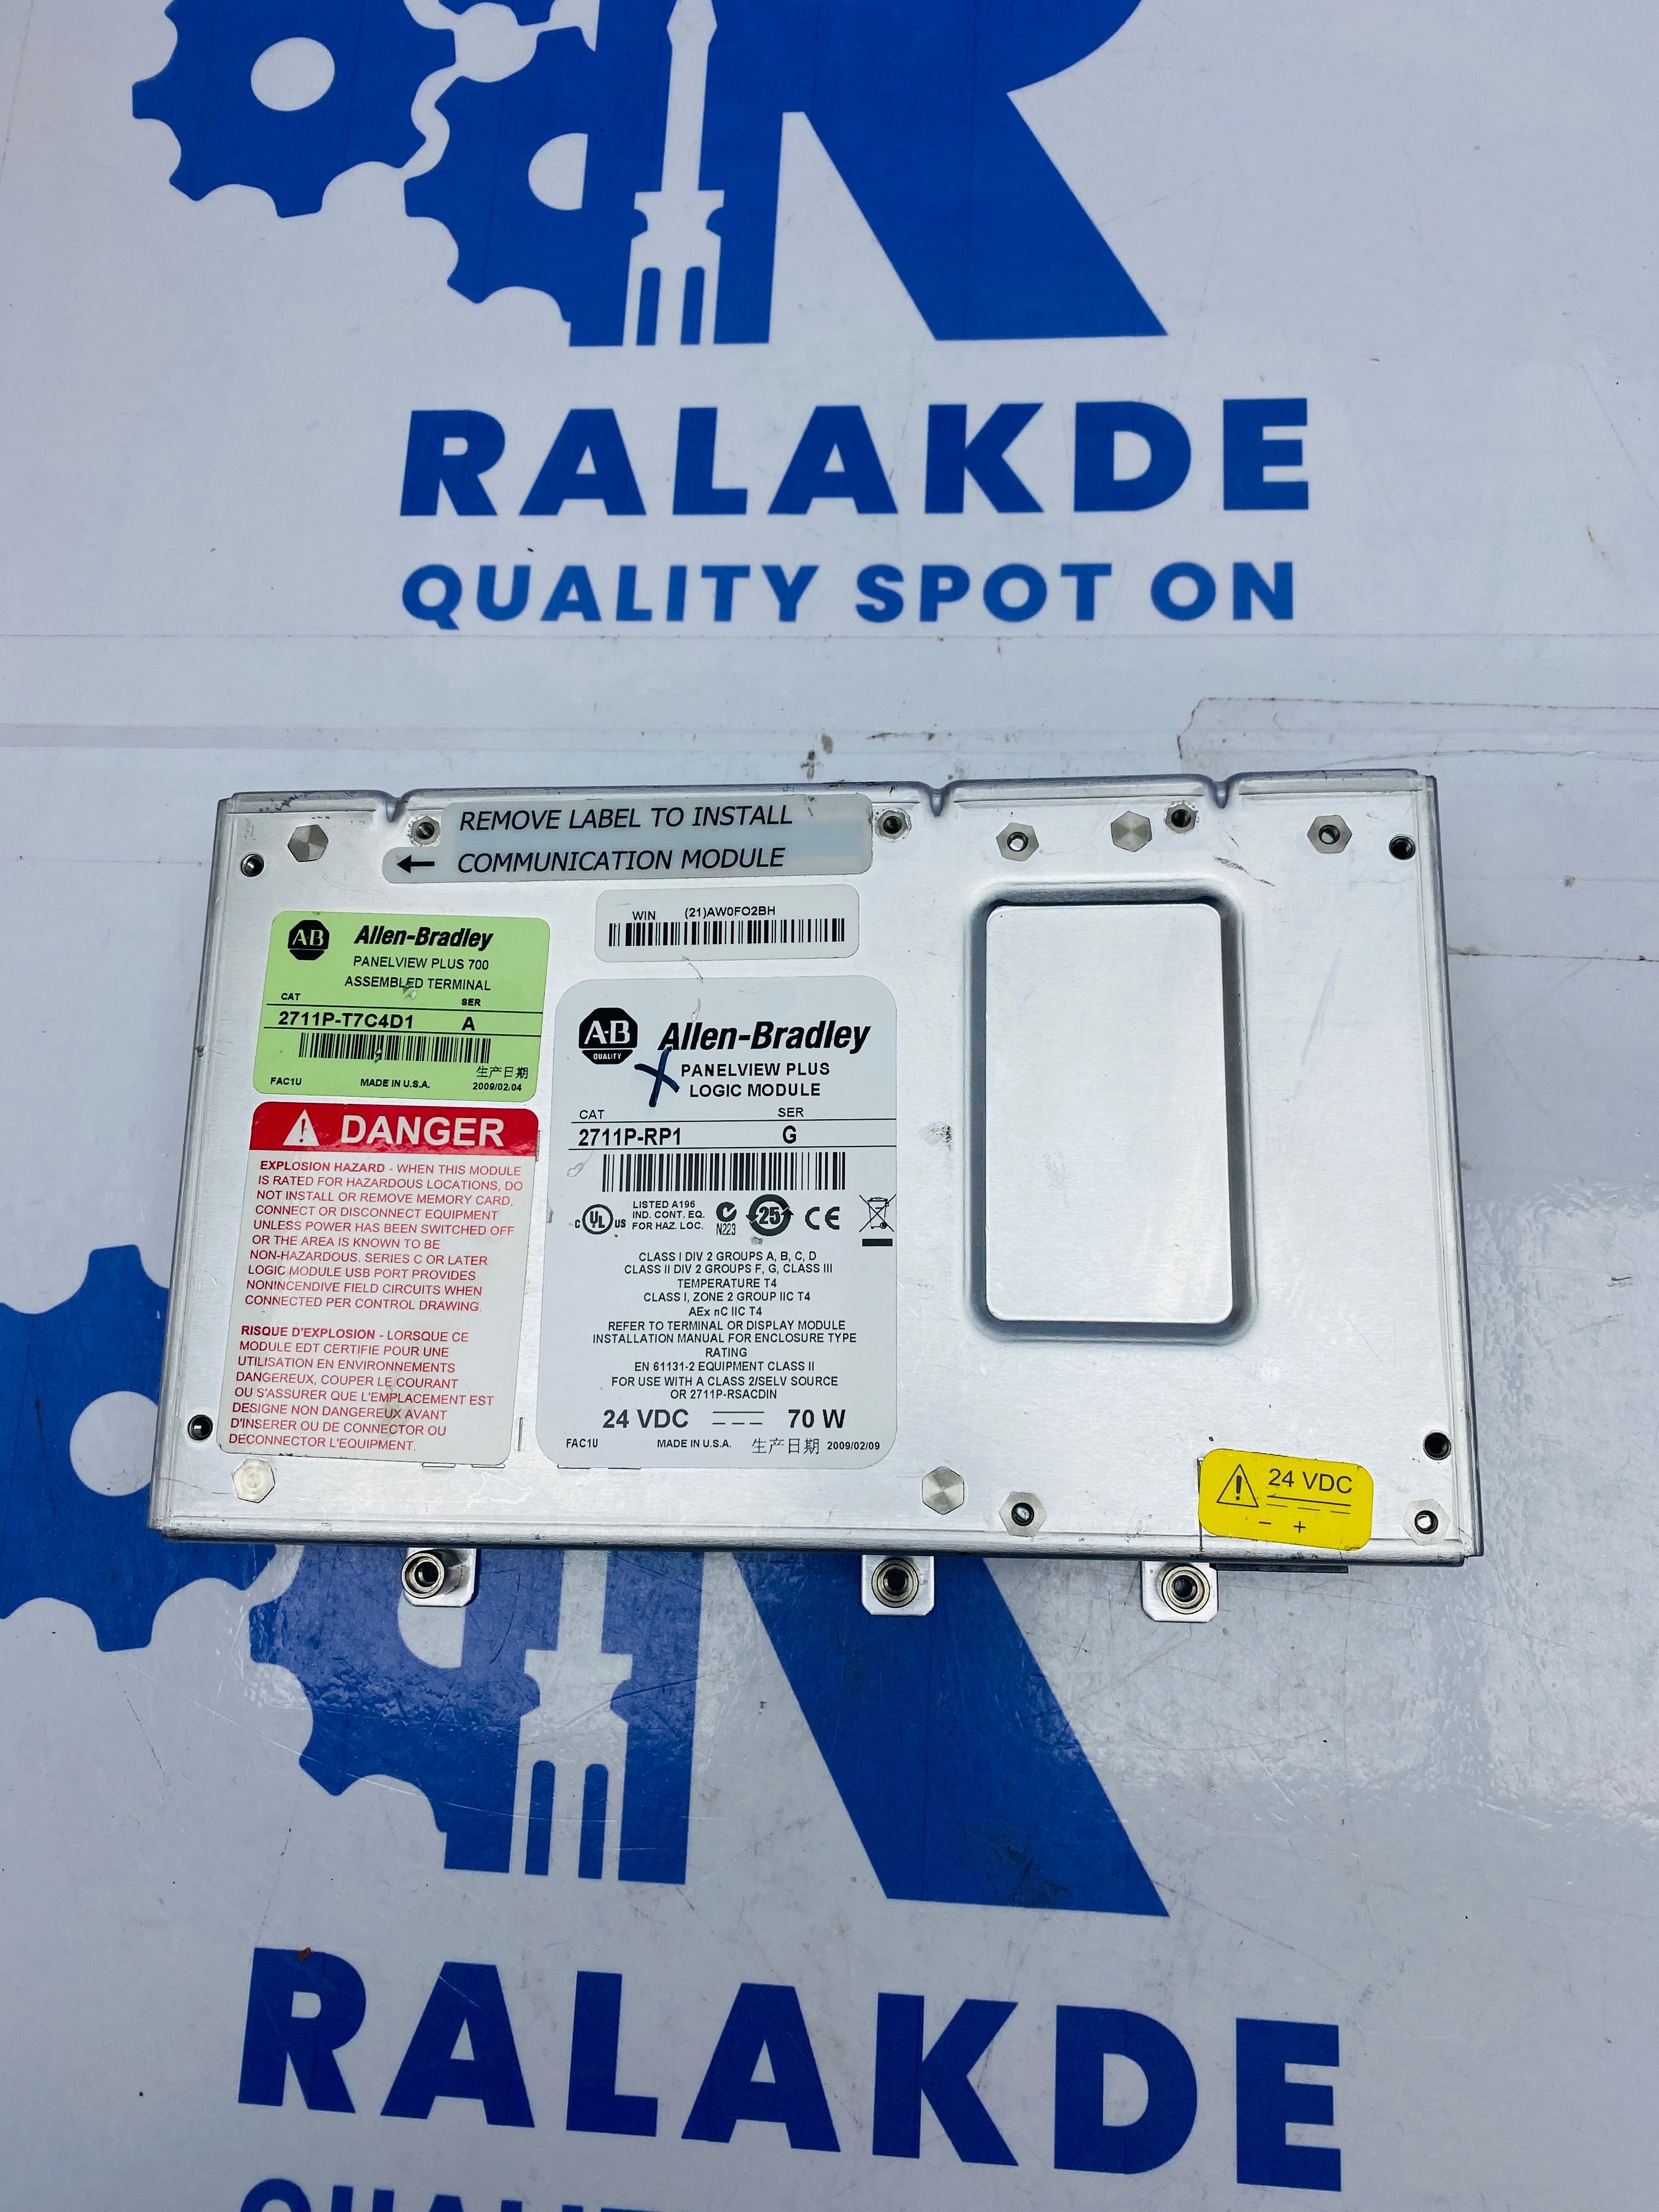 RALAKDE
QUALITY SPOT ON
REMOVE LABEL TO INSTALL
← COMMUNICATION MODULE
WIN (21)AW0FO2BH
AB Allen-Bradley
PANELVIEW PLUS 700
ASSEMBLED TERMINAL
CAT SER
2711P-T7C4D1 A
生产日期
FAC1U MADE IN U.S.A. 2009/02/04
DANGER
EXPLOSION HAZARD - WHEN THIS MODULE
IS RATED FOR HAZARDOUS LOCATIONS, DO
NOT INSTALL OR REMOVE MEMORY CARD,
CONNECT OR DISCONNECT EQUIPMENT
UNLESS POWER HAS BEEN SWITCHED OFF
OR THE AREA IS KNOWN TO BE
NON-HAZARDOUS. SERIES C OR LATER
LOGIC MODULE USB PORT PROVIDES
NONINCENDIVE FIELD CIRCUITS WHEN
CONNECTED PER CONTROL DRAWING.
RISQUE D'EXPLOSION - LORSQUE CE
MODULE EDT CERTIFIE POUR UNE
UTILISATION EN ENVIRONNEMENTS
DANGEREUX, COUPER LE COURANT
OU S'ASSURER QUE L'EMPLACEMENT EST
DESIGNE NON DANGEREUX AVANT
D'INSERER OU DE CONNECTOR OU
DECONNECTOR L'EQUIPMENT.
A-B QUALITY Allen-Bradley
X PANELVIEW PLUS
LOGIC MODULE
CAT SER
2711P-RP1 G
C UL US LISTED A196
IND. CONT. EQ.
FOR HAZ. LOC.
N223 25 CE
CLASS I DIV 2 GROUPS A, B, C, D
CLASS II DIV 2 GROUPS F, G, CLASS III
TEMPERATURE T4
CLASS I, ZONE 2 GROUP IIC T4
AEx nC IIC T4
REFER TO TERMINAL OR DISPLAY MODULE
INSTALLATION MANUAL FOR ENCLOSURE TYPE
RATING
EN 61131-2 EQUIPMENT CLASS II
FOR USE WITH A CLASS 2/SELV SOURCE
OR 2711P-RSACDIN
24 VDC 70 W
FAC1U MADE IN U.S.A. 生产日期 2009/02/09
24 VDC
- +
RALAKDE